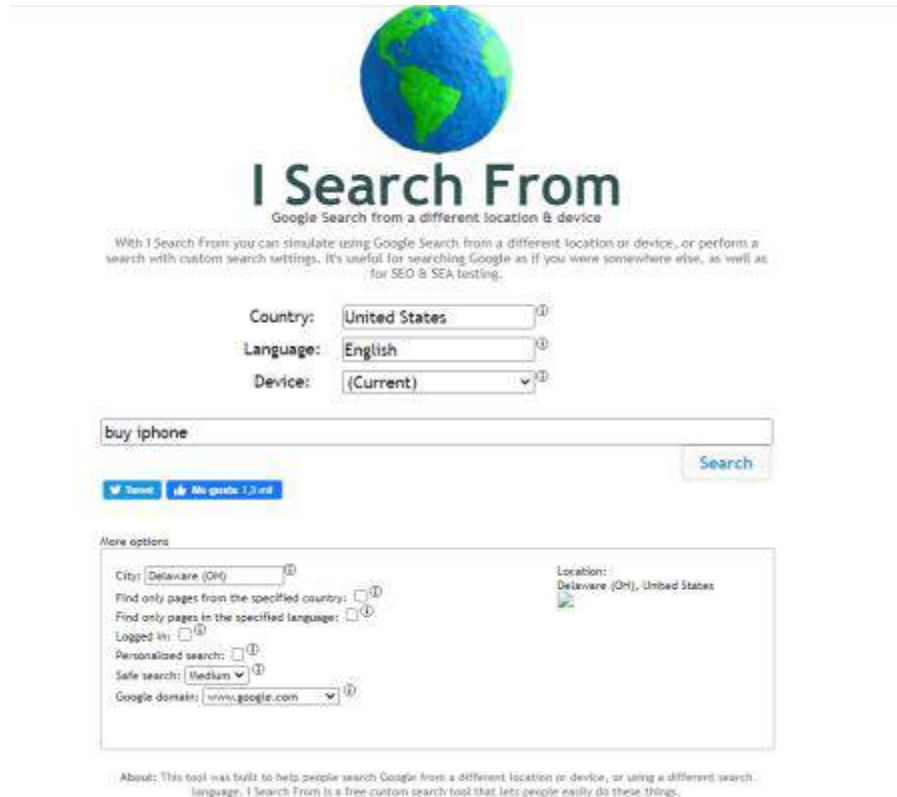 I Search From
Google Search from a different location & device
With I Search From you can simulate using Google Search from a different location or device, or perform a
search with custom search settings. It's useful for searching Google as if you were somewhere else, as well as
for SEO & SEA testing.
Country: United States
Language: English
Device: (Current)
buy iphone
Search
Tweet Me gusta 1,3 mil
More options
City: Delaware (OH)
Location:
Delaware (OH), United States
Find only pages from the specified country:
Find only pages in the specified language:
Logged in:
Personalized search:
Safe search: Medium
Google domain: www.google.com
About: This tool was built to help people search Google from a different location or device, or using a different search
language. I Search From is a free custom search tool that lets people easily do these things.